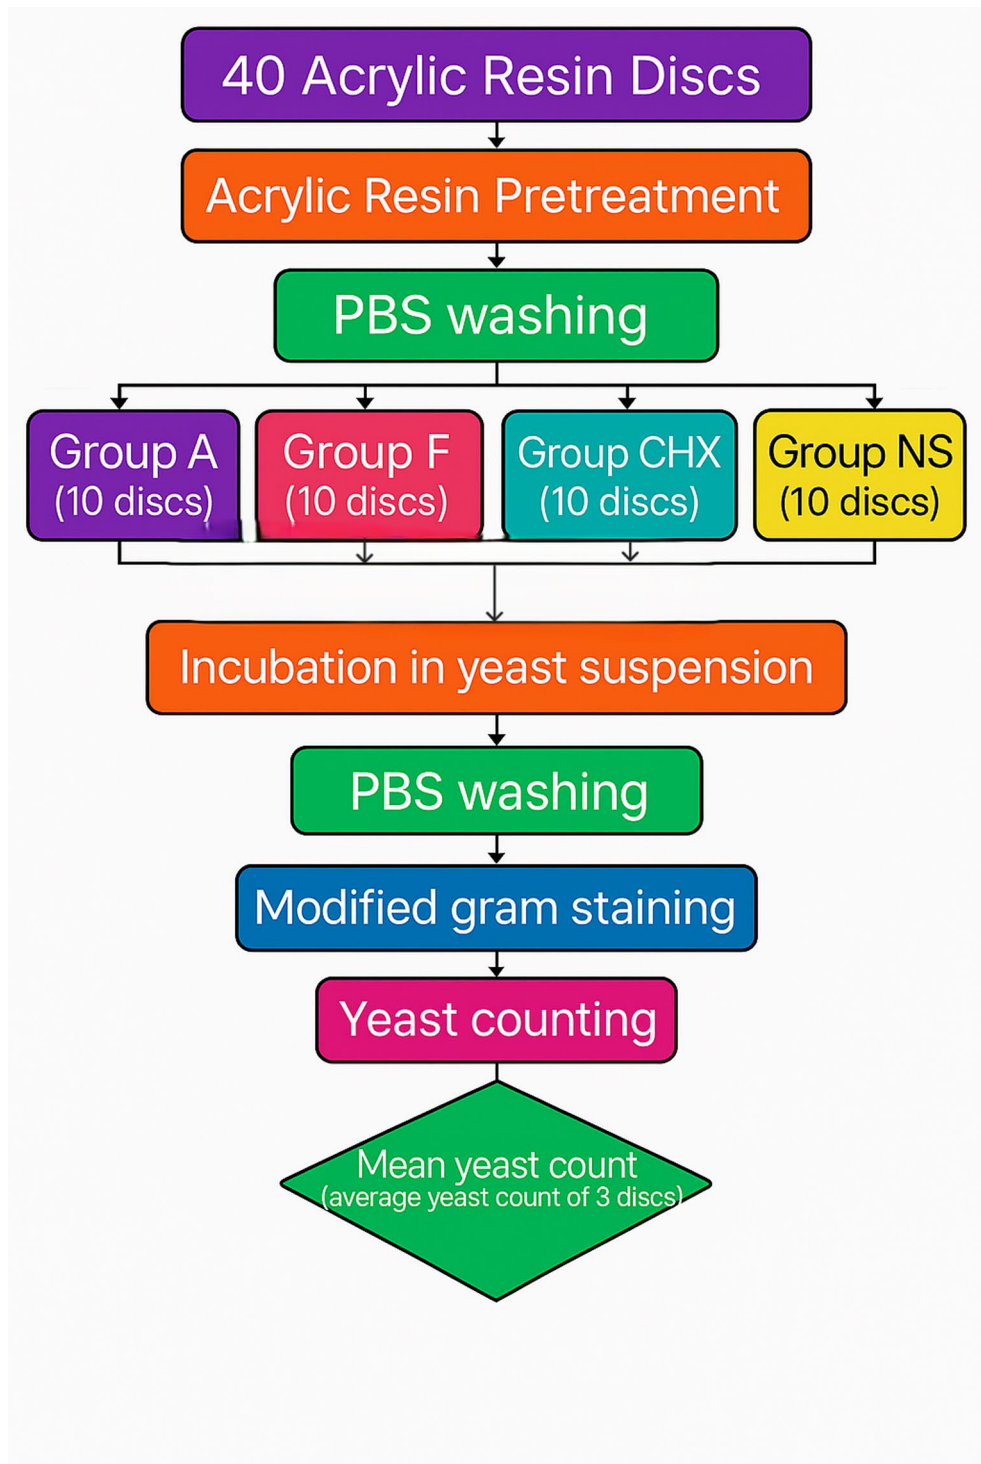 40 Acrylic Resin Discs
Acrylic Resin Pretreatment
PBS washing
Group A
(10 discs)
Group F
(10 discs)
Group CHX
(10 discs)
Group NS
(10 discs)
Incubation in yeast suspension
PBS washing
Modified gram staining
Yeast counting
Mean yeast count
(average yeast count of 3 discs)